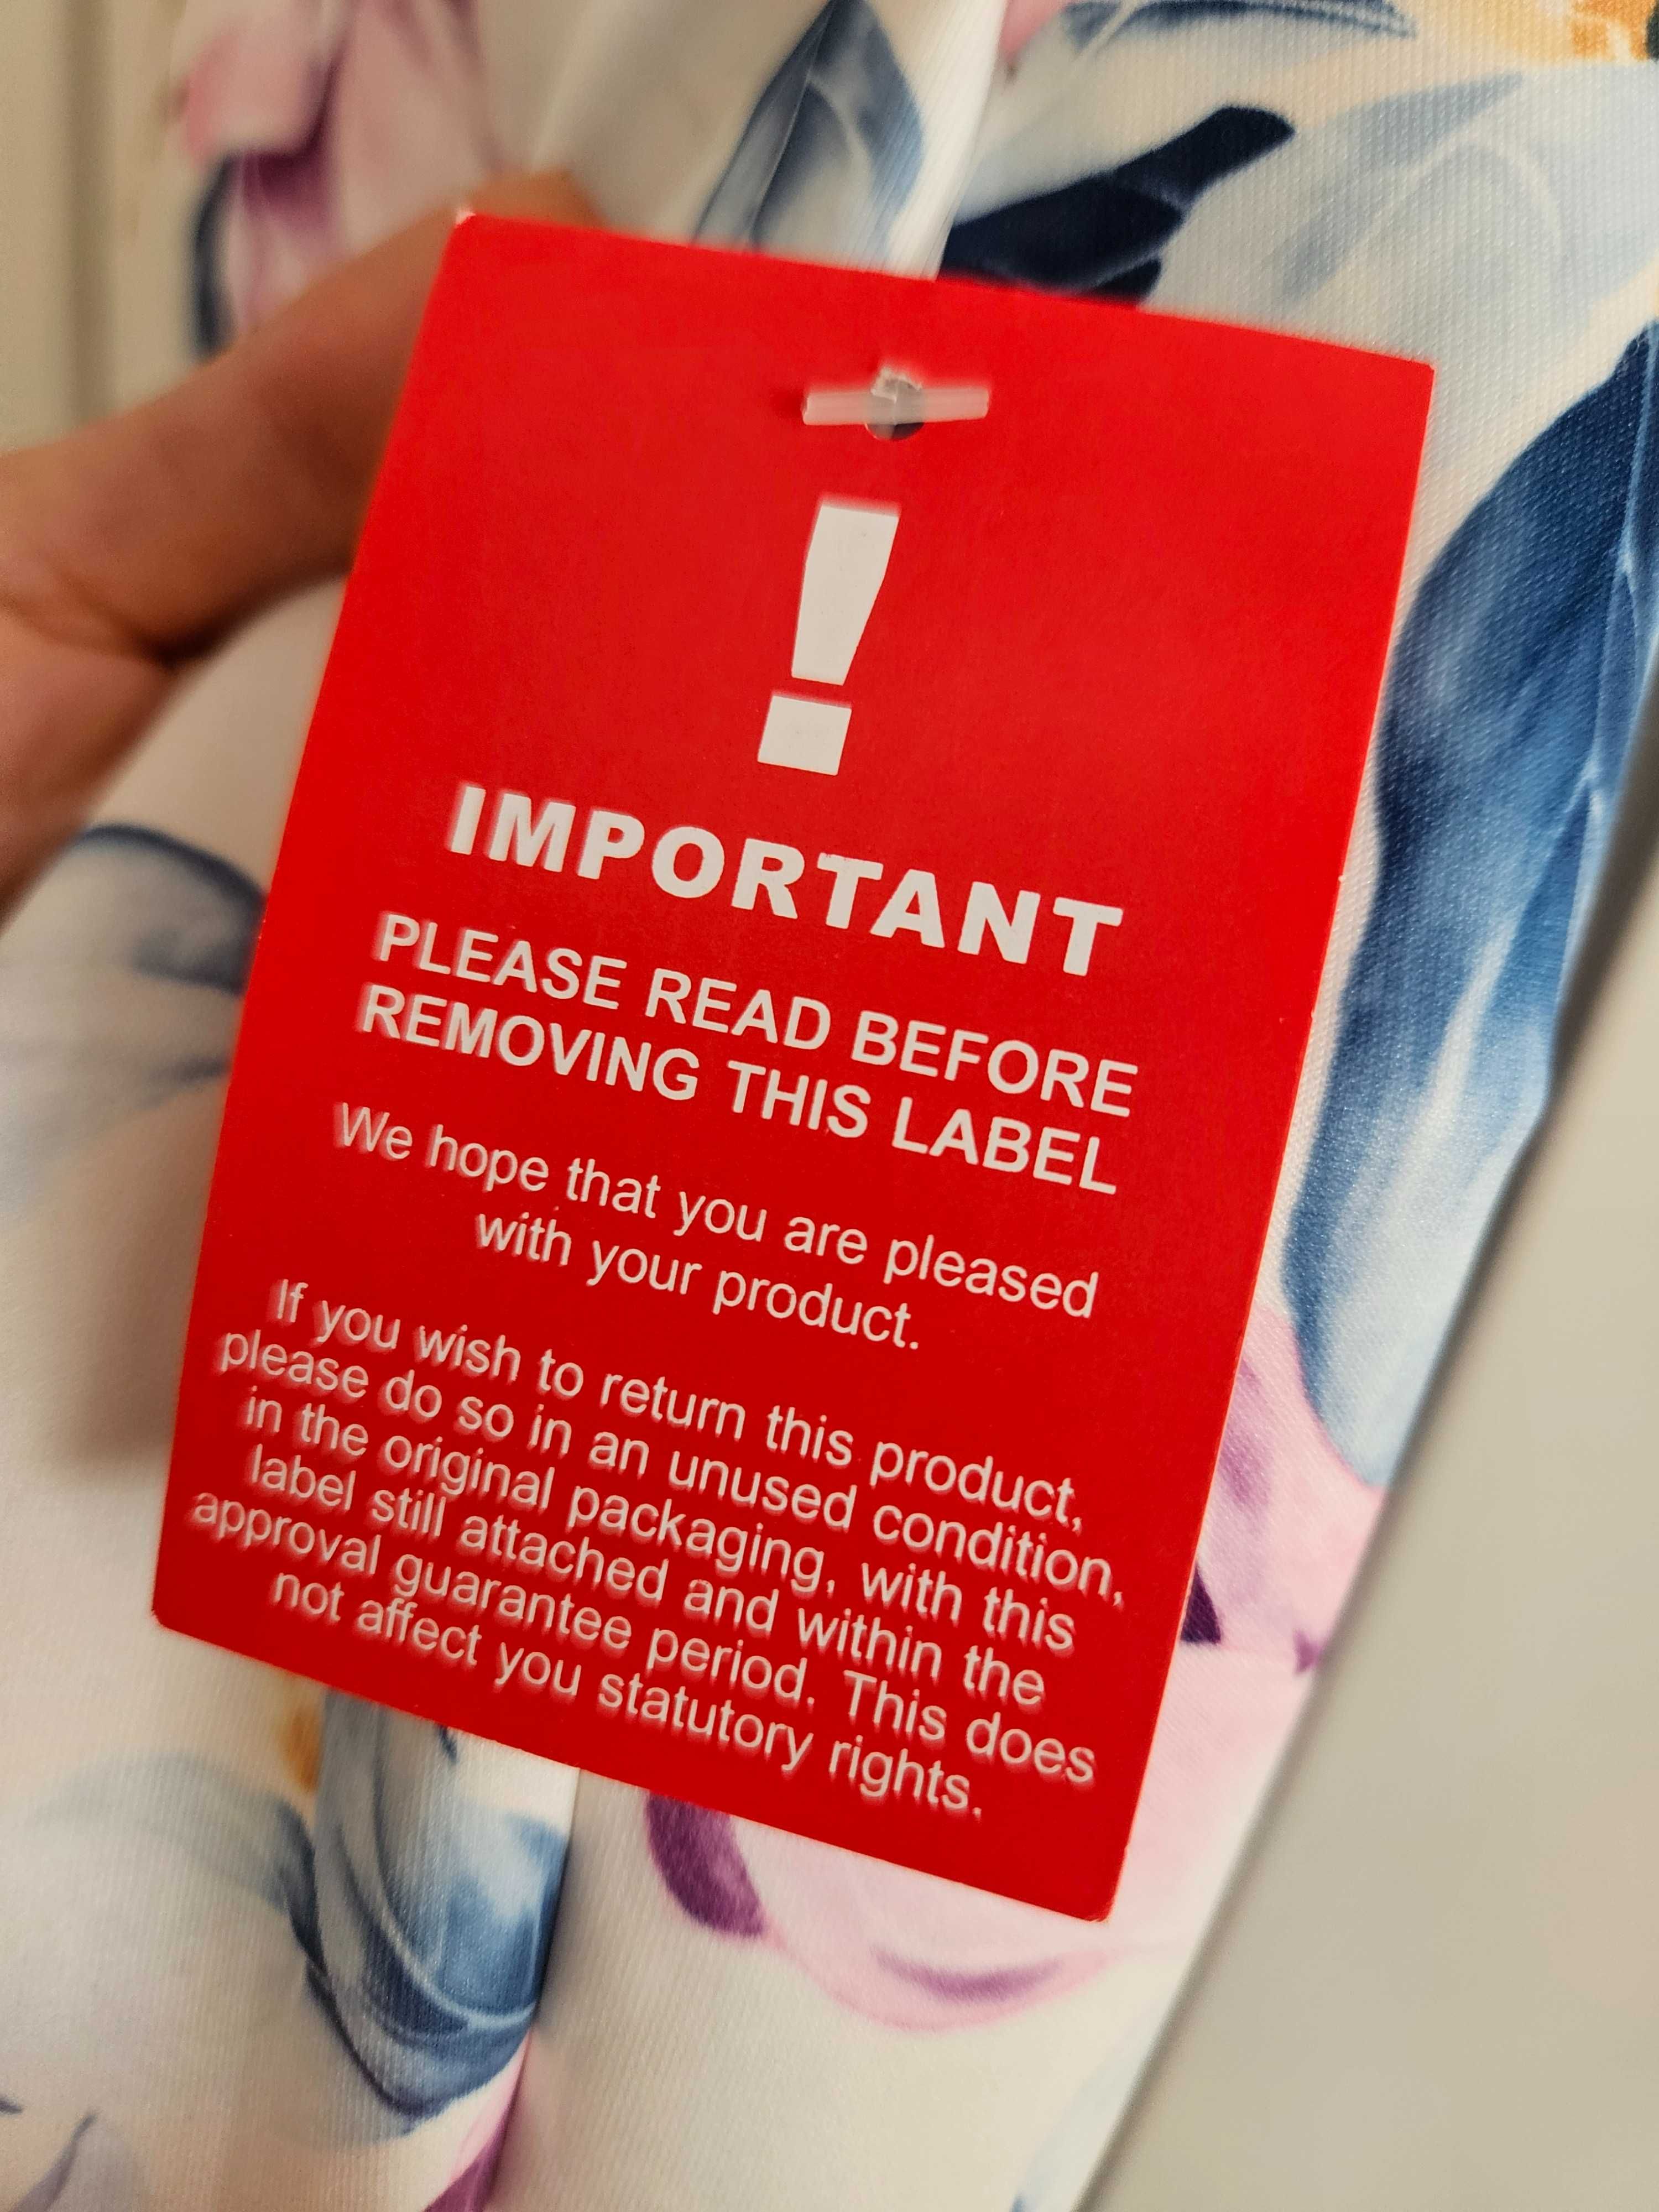 !
IMPORTANT
PLEASE READ BEFORE
REMOVING THIS LABEL
We hope that you are pleased
with your product.
If you wish to return this product,
please do so in an unused condition,
in the original packaging, with this
label still attached and within the
approval guarantee period. This does
not affect you statutory rights.